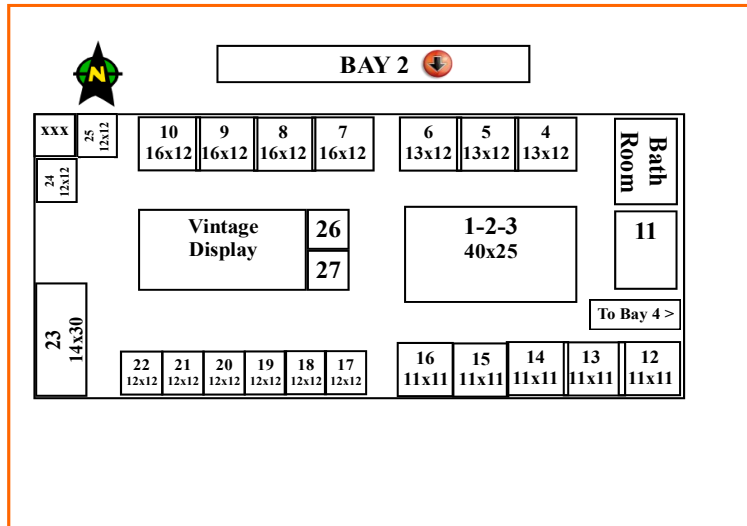 BAY 2
N
xxx
25
12x12
10
16x12
9
16x12
8
16x12
7
16x12
6
13x12
5
13x12
4
13x12
Bath
Room
24
12x12
Vintage
Display
26
27
1-2-3
40x25
11
To Bay 4 >
23
14x30
22
12x12
21
12x12
20
12x12
19
12x12
18
12x12
17
12x12
16
11x11
15
11x11
14
11x11
13
11x11
12
11x11